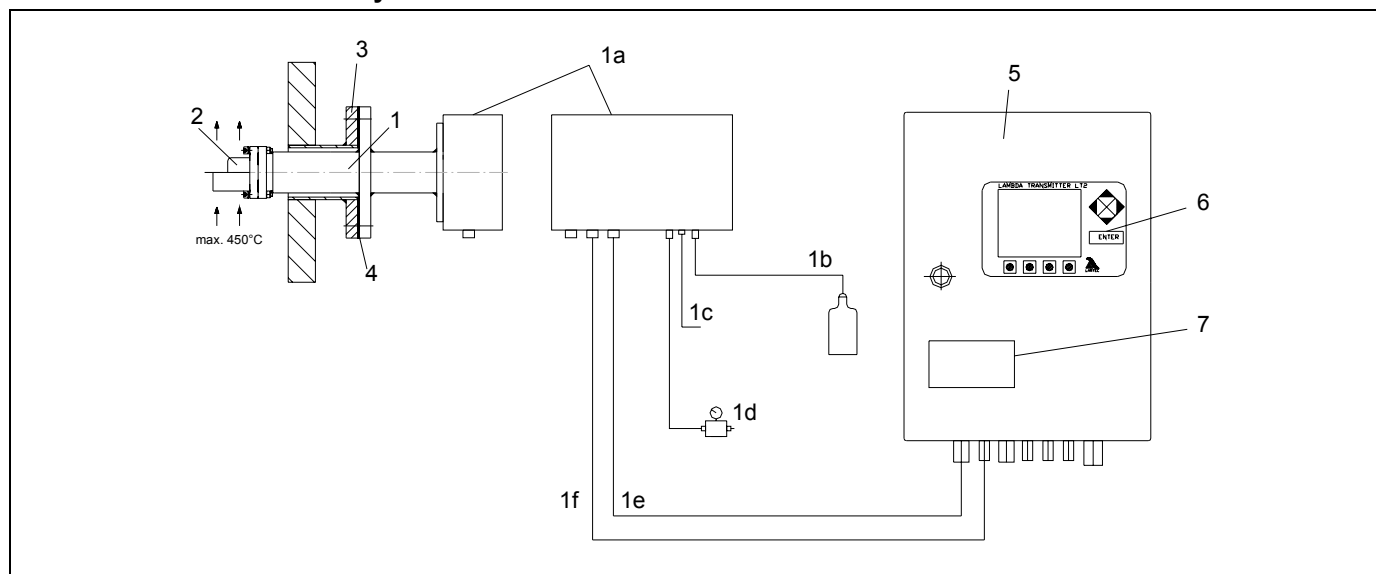 3
1a
5
2
1
LAMBDA TRANSMITTER LT2
6
ENTER
max. 450°C
4
1b
1c
7
1d
1f
1e